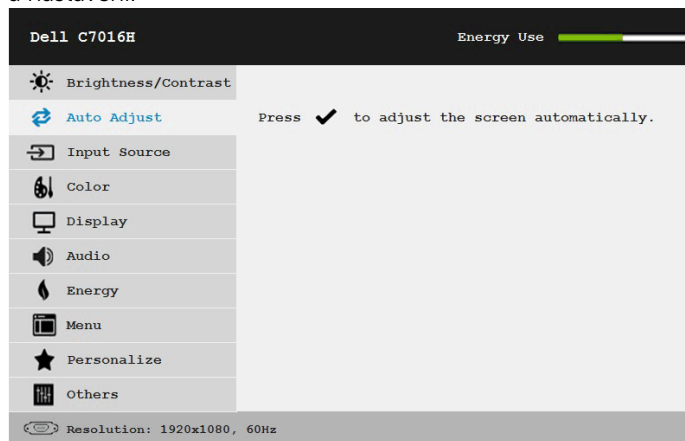 Dell C7016H
Energy Use
Brightness/Contrast
Auto Adjust
Press ✔ to adjust the screen automatically.
Input Source
Color
Display
Audio
Energy
Menu
Personalize
Others
Resolution: 1920x1080, 60Hz